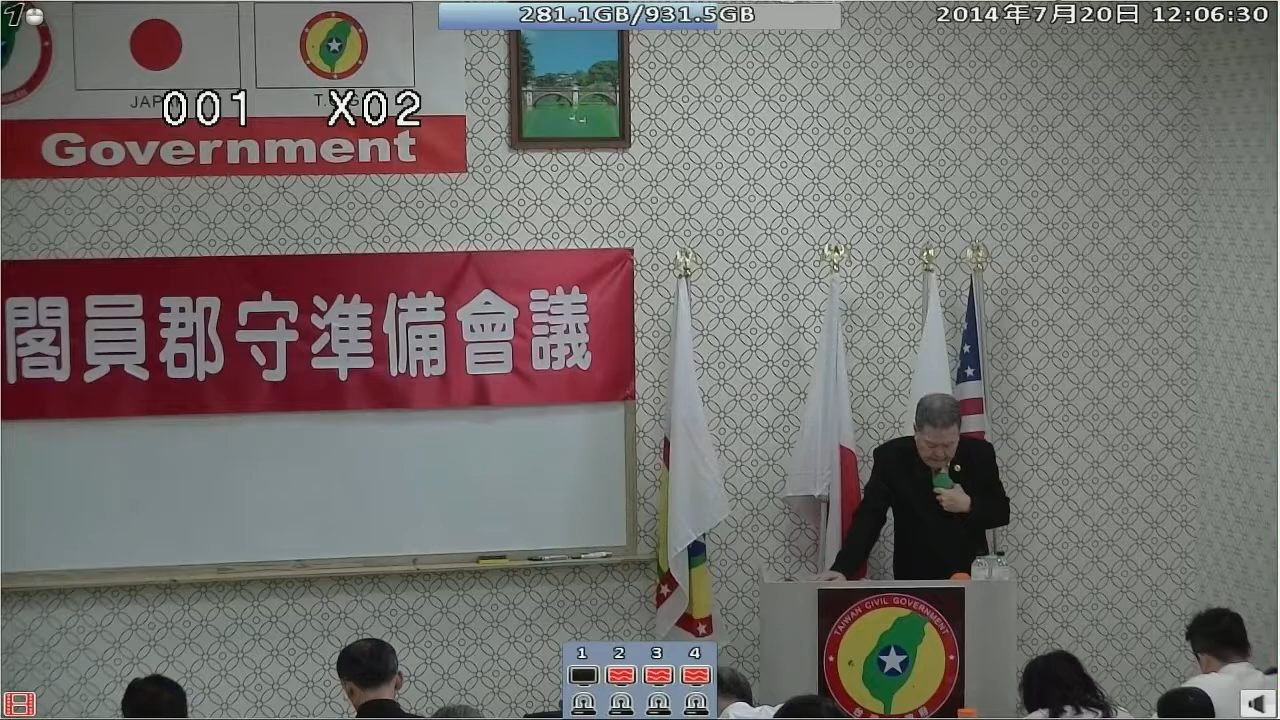 281.1GB/931.5GB
2014年7月20日 12:06:30
1
JAP
001 X02
Government
閣員郡守準備會議
TAIWAN CIVIL GOVERNMENT
1 2 3 4